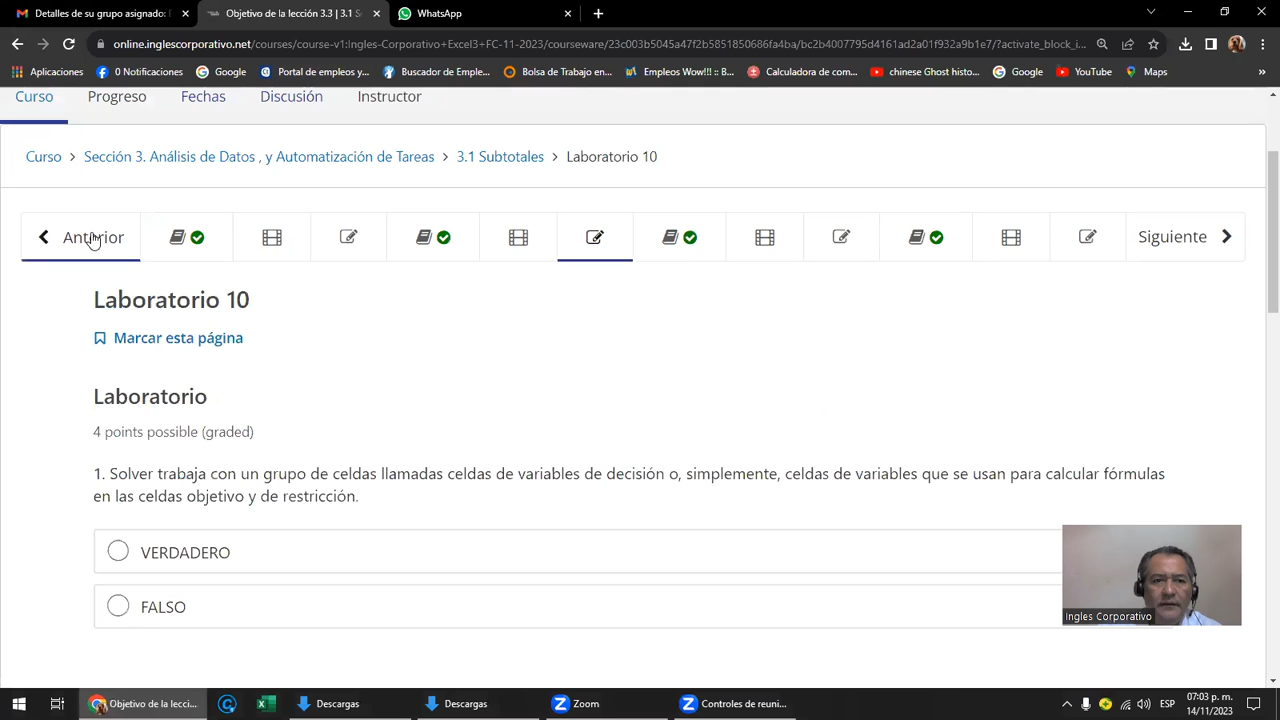 Detalles de su grupo asignado: D
Objetivo de la lección 3.3 | 3.1 S
WhatsApp
online.inglescorporativo.net/courses/course-v1:Ingles-Corporativo+Excel3+FC-11-2023/courseware/23c003b5045a47f2b5851850686fa4ba/bc2b4007795d4161ad2a01f932a9b1e7/?activate_block_i...
Aplicaciones
0 Notificaciones
Google
Portal de empleos y...
Buscador de Emple...
Bolsa de Trabajo en...
Empleos Wow!!! :: B...
Calculadora de com...
chinese Ghost histo...
Google
YouTube
Maps
Curso
Progreso
Fechas
Discusión
Instructor
Curso > Sección 3. Análisis de Datos , y Automatización de Tareas > 3.1 Subtotales > Laboratorio 10
Anterior
Siguiente
Laboratorio 10
Marcar esta página
Laboratorio
4 points possible (graded)
1. Solver trabaja con un grupo de celdas llamadas celdas de variables de decisión o, simplemente, celdas de variables que se usan para calcular fórmulas
en las celdas objetivo y de restricción.
VERDADERO
FALSO
Ingles Corporativo
Objetivo de la lecci...
Descargas
Descargas
Zoom
Controles de reuni...
ESP
07:03 p. m.
14/11/2023